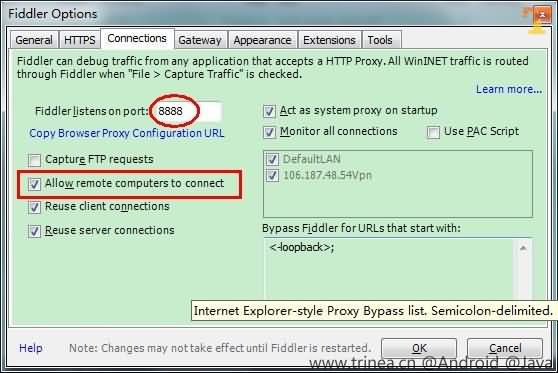 Fiddler Options
General HTTPS Connections Gateway Appearance Extensions Tools
Fiddler can debug traffic from any application that accepts a HTTP Proxy. All WinINET traffic is routed
through Fiddler when "File > Capture Traffic" is checked.
Learn more...
Fiddler listens on port: 8888
Copy Browser Proxy Configuration URL
Capture FTP requests
Allow remote computers to connect
Reuse client connections
Reuse server connections
Act as system proxy on startup
Monitor all connections Use PAC Script
DefaultLAN
106.187.48.54Vpn
Bypass Fiddler for URLs that start with:
<-loopback>;
Internet Explorer-style Proxy Bypass list. Semicolon-delimited.
Help Note: Changes may not take effect until Fiddler is restarted. OK Cancel
www.trinea.cn @Android @Java